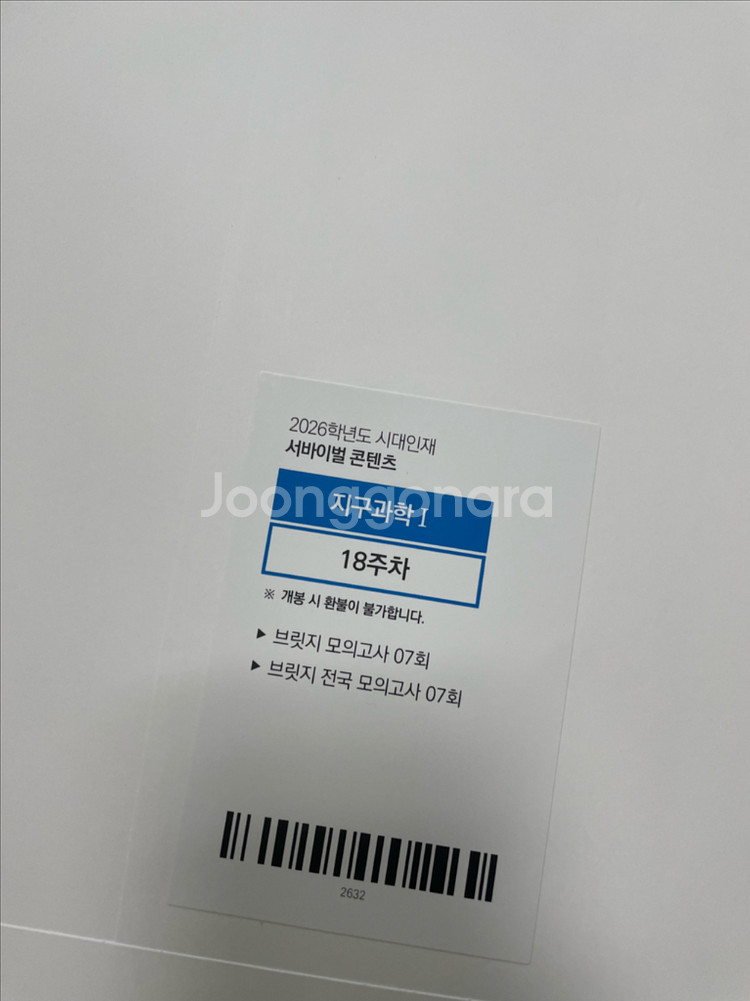 2026학년도 시대인재
서바이벌 콘텐츠
Joonggonara
지구과학 I
18주차
※ 개봉 시 환불이 불가합니다.
▶ 브릿지 모의고사 07회
▶ 브릿지 전국 모의고사 07회
2632